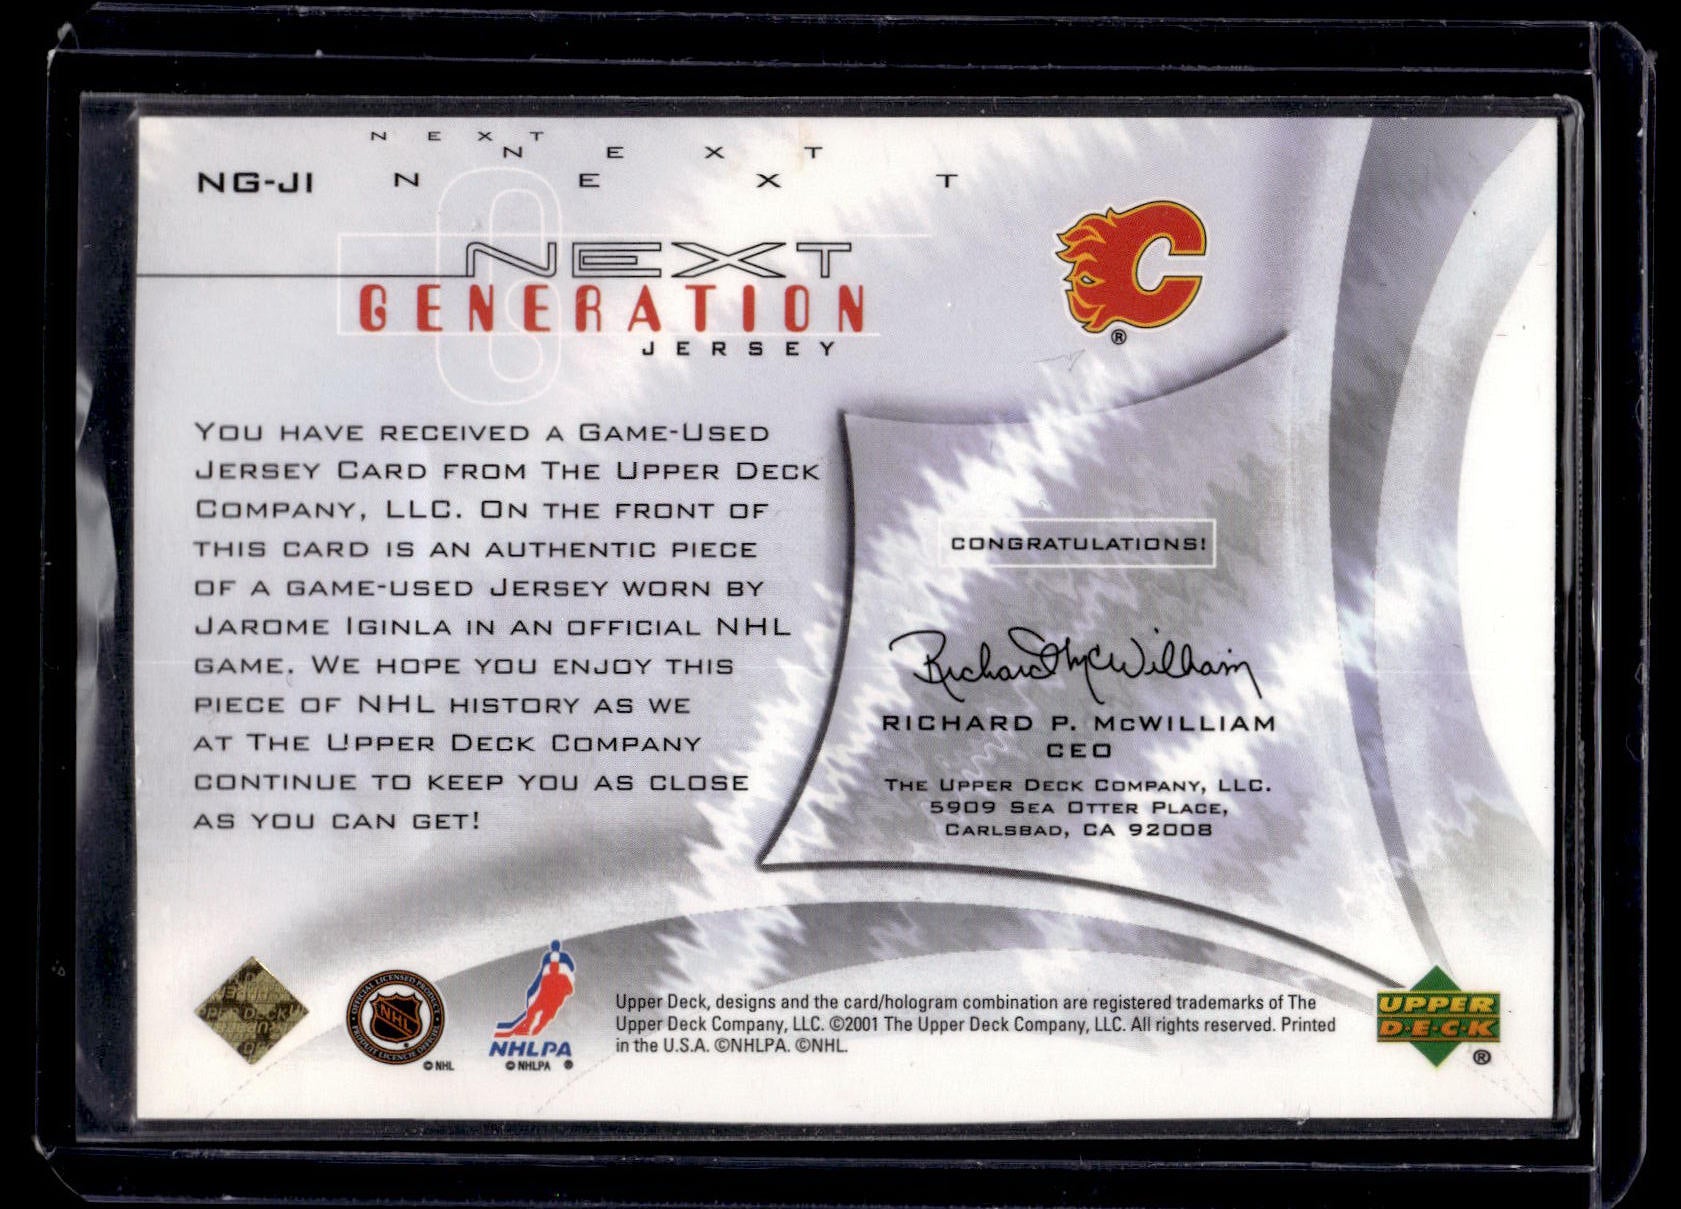 NEXT
NEXT
NG-JI NEXT
NEXT
GENERATION
JERSEY
YOU HAVE RECEIVED A GAME-USED
JERSEY CARD FROM THE UPPER DECK
COMPANY, LLC. ON THE FRONT OF
THIS CARD IS AN AUTHENTIC PIECE
OF A GAME-USED JERSEY WORN BY
JAROME IGINLA IN AN OFFICIAL NHL
GAME. WE HOPE YOU ENJOY THIS
PIECE OF NHL HISTORY AS WE
AT THE UPPER DECK COMPANY
CONTINUE TO KEEP YOU AS CLOSE
AS YOU CAN GET!
C
®
CONGRATULATIONS!
Richard McWilliam
RICHARD P. McWILLIAM
CEO
THE UPPER DECK COMPANY, LLC.
5909 SEA OTTER PLACE,
CARLSBAD, CA 92008
OFFICIAL LICENSED PRODUCT
NHL
PRODUIT LICENCIÉ OFFICIEL
©NHL
NHLPA
©NHLPA ®
Upper Deck, designs and the card/hologram combination are registered trademarks of The
Upper Deck Company, LLC. ©2001 The Upper Deck Company, LLC. All rights reserved. Printed
in the U.S.A. ©NHLPA. ©NHL.
UPPER
D·E·C·K
®